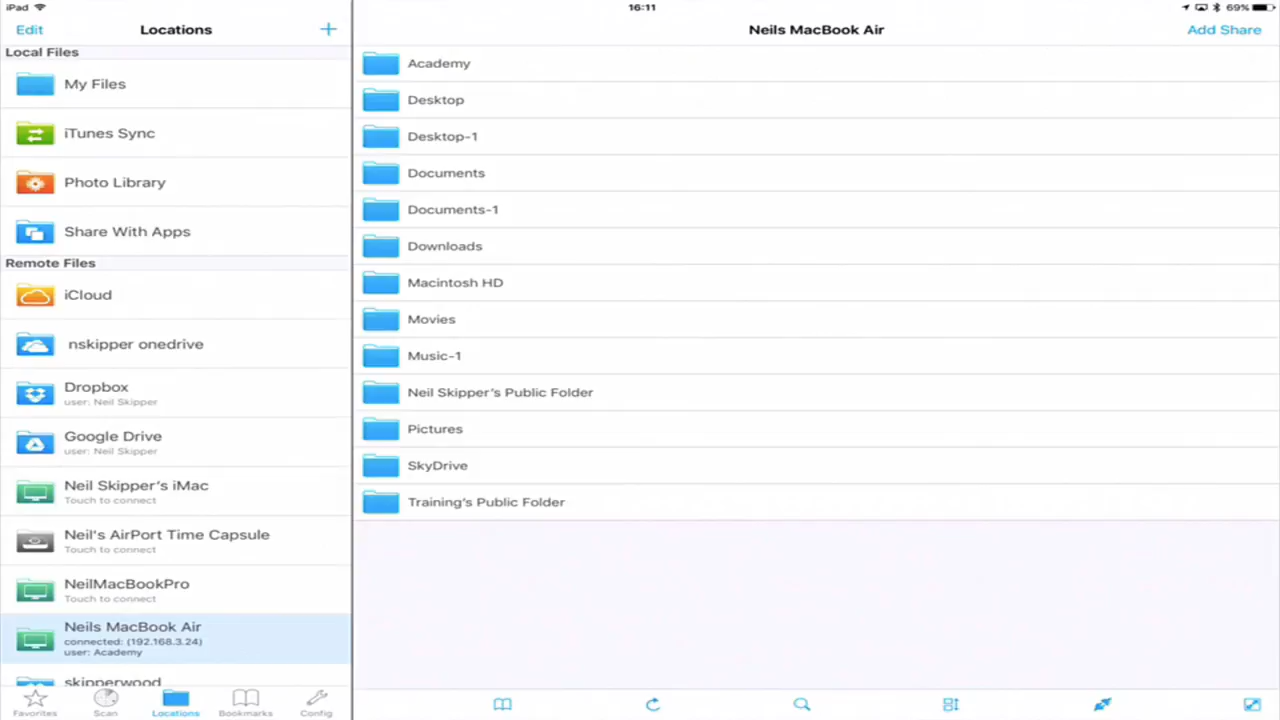 iPad
16:11
69%
Edit
Locations
Neils MacBook Air
Add Share
Local Files
My Files
iTunes Sync
Photo Library
Share With Apps
Remote Files
iCloud
nskipper onedrive
Dropbox
user: Neil Skipper
Google Drive
user: Neil Skipper
Neil Skipper's iMac
Touch to connect
Neil's AirPort Time Capsule
Touch to connect
NeilMacBookPro
Touch to connect
Neils MacBook Air
connected: (192.168.3.24)
user: Academy
skipperwood
Favorites
Scan
Locations
Bookmarks
Config
Academy
Desktop
Desktop-1
Documents
Documents-1
Downloads
Macintosh HD
Movies
Music-1
Neil Skipper's Public Folder
Pictures
SkyDrive
Training's Public Folder